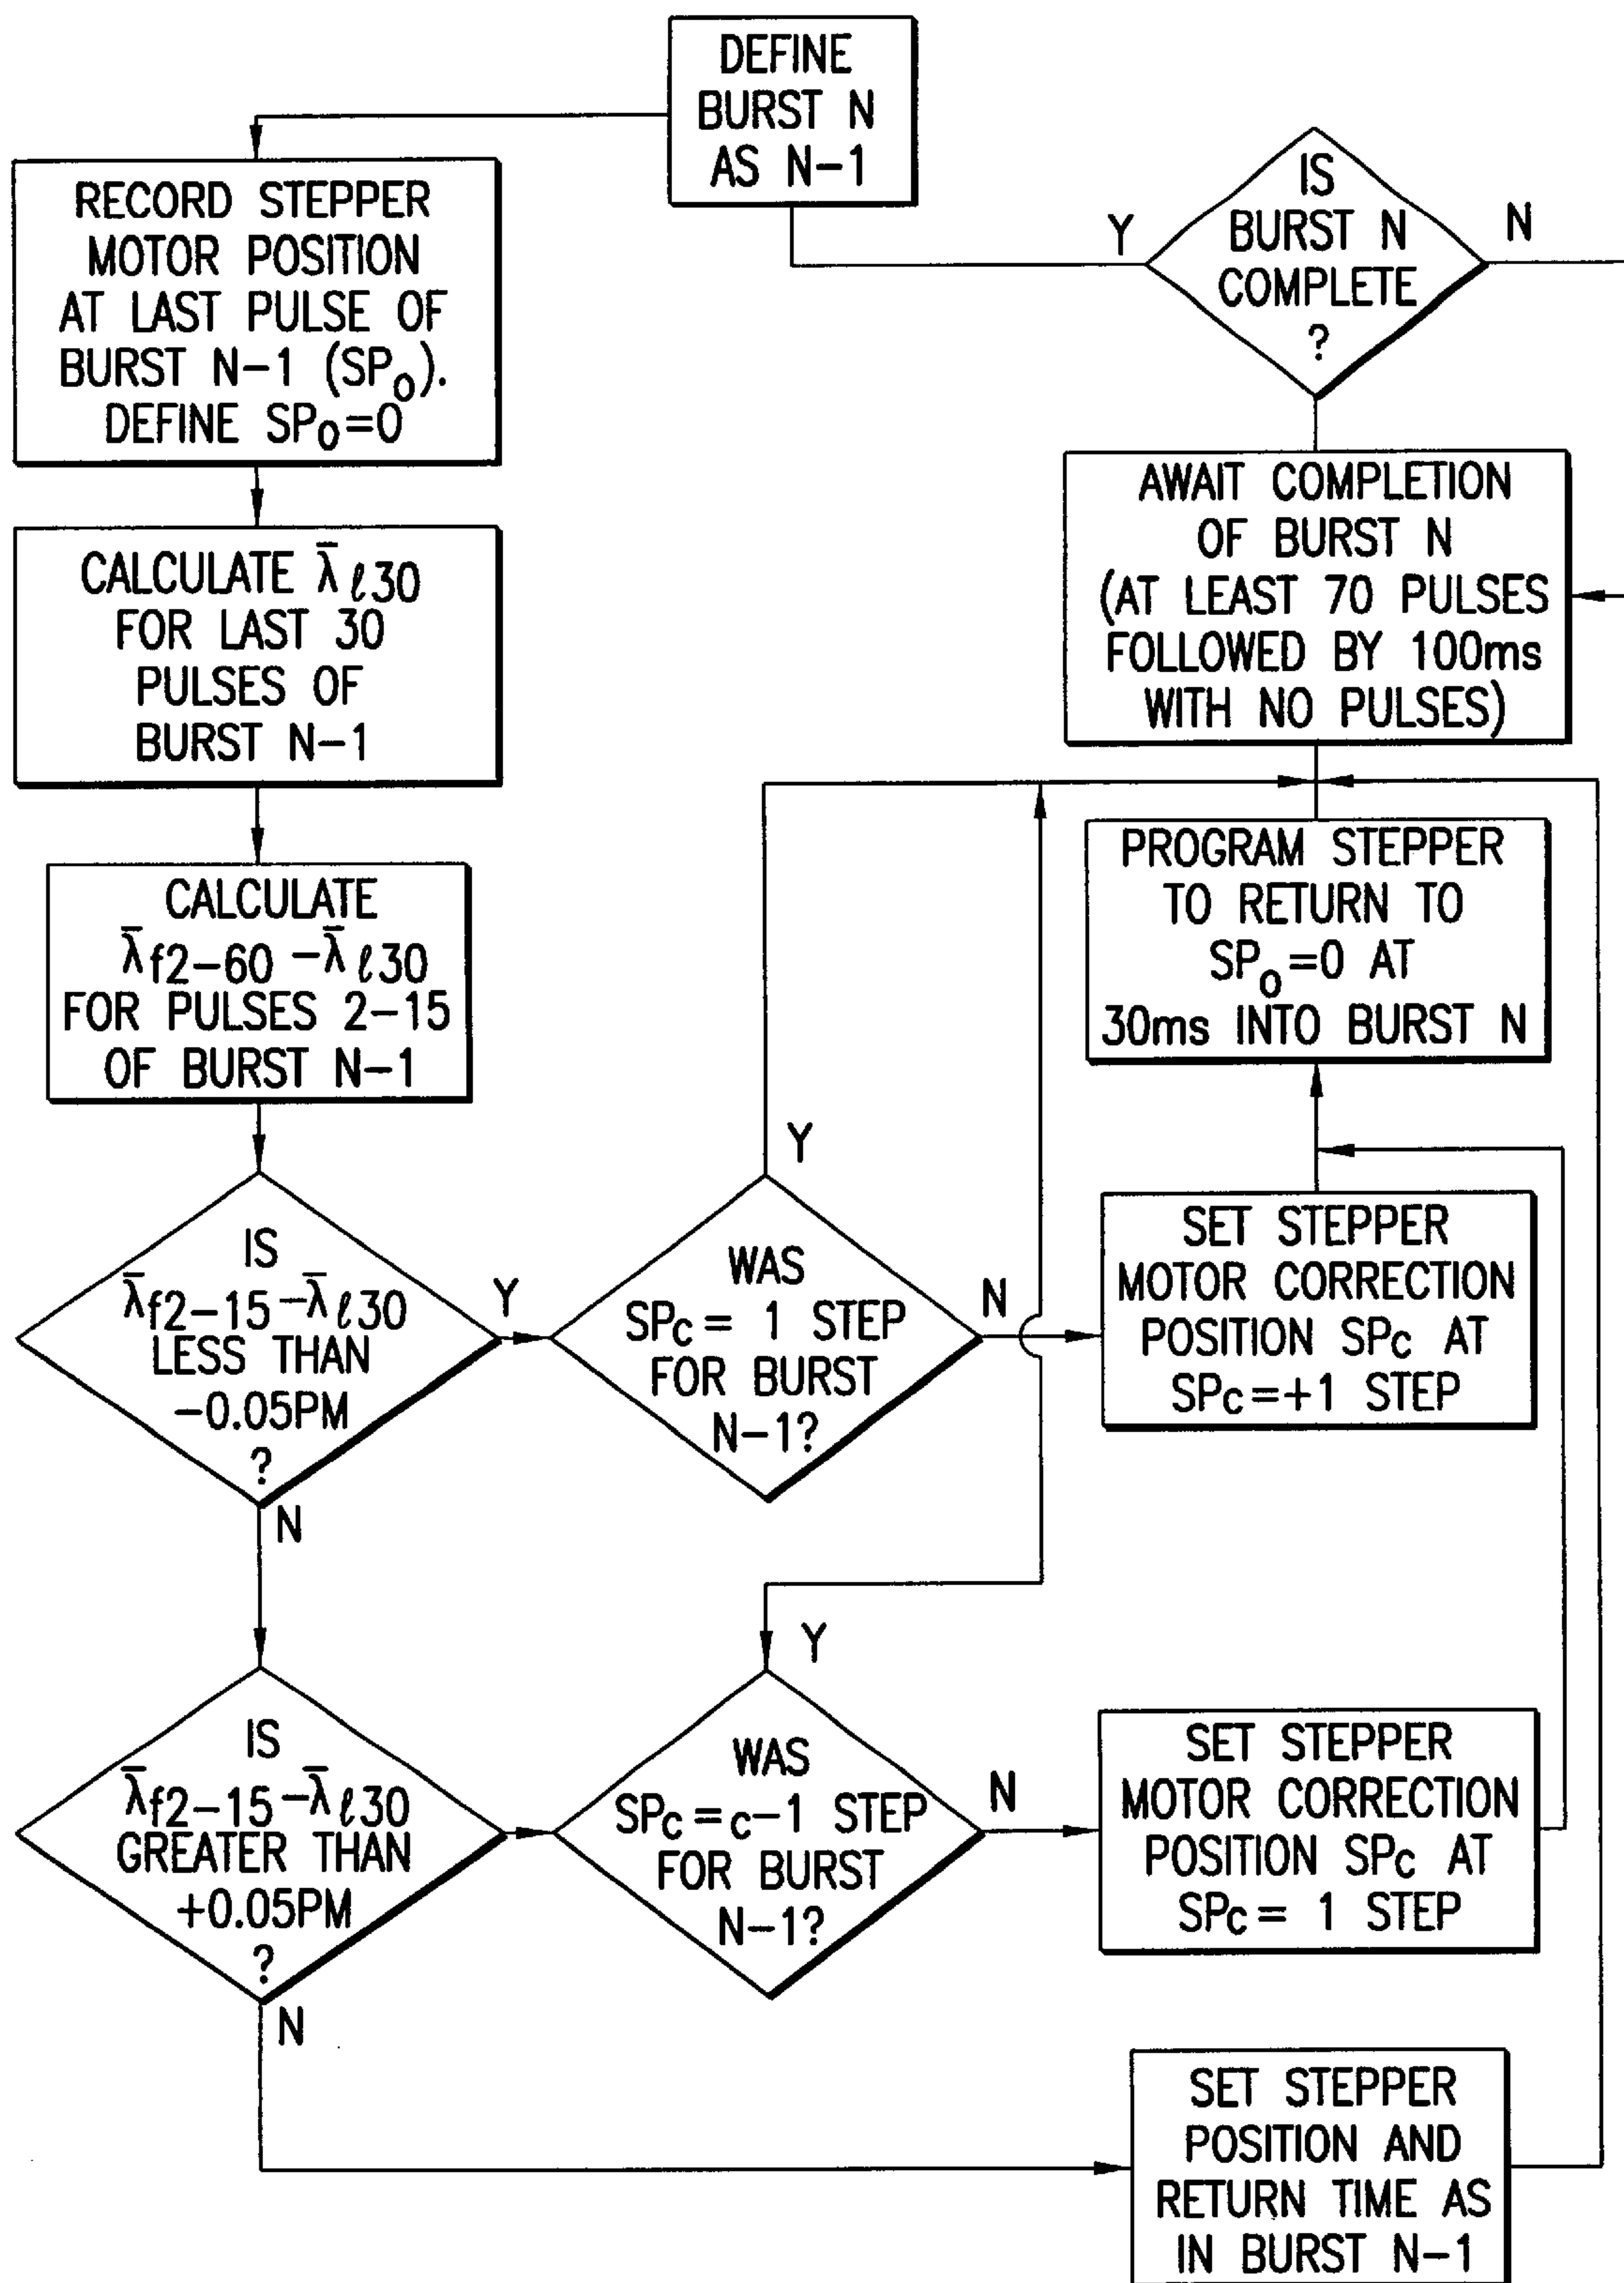 DEFINE
BURST N
AS N-1
RECORD STEPPER
MOTOR POSITION
AT LAST PULSE OF
BURST N-1 (SP₀).
DEFINE SP₀=0
CALCULATE λ̄ ℓ30
FOR LAST 30
PULSES OF
BURST N-1
CALCULATE
λ̄ f2-60 -λ̄ ℓ30
FOR PULSES 2-15
OF BURST N-1
IS
λ̄ f2-15 -λ̄ ℓ30
LESS THAN
-0.05PM
?
Y
N
WAS
SPc = 1 STEP
FOR BURST
N-1?
Y
N
SET STEPPER
MOTOR CORRECTION
POSITION SPc AT
SPc=+1 STEP
IS
λ̄ f2-15 -λ̄ ℓ30
GREATER THAN
+0.05PM
?
N
WAS
SPc = c-1 STEP
FOR BURST
N-1?
Y
N
SET STEPPER
MOTOR CORRECTION
POSITION SPc AT
SPc = 1 STEP
SET STEPPER
POSITION AND
RETURN TIME AS
IN BURST N-1
PROGRAM STEPPER
TO RETURN TO
SP₀=0 AT
30ms INTO BURST N
AWAIT COMPLETION
OF BURST N
(AT LEAST 70 PULSES
FOLLOWED BY 100ms
WITH NO PULSES)
IS
BURST N
COMPLETE
?
Y
N